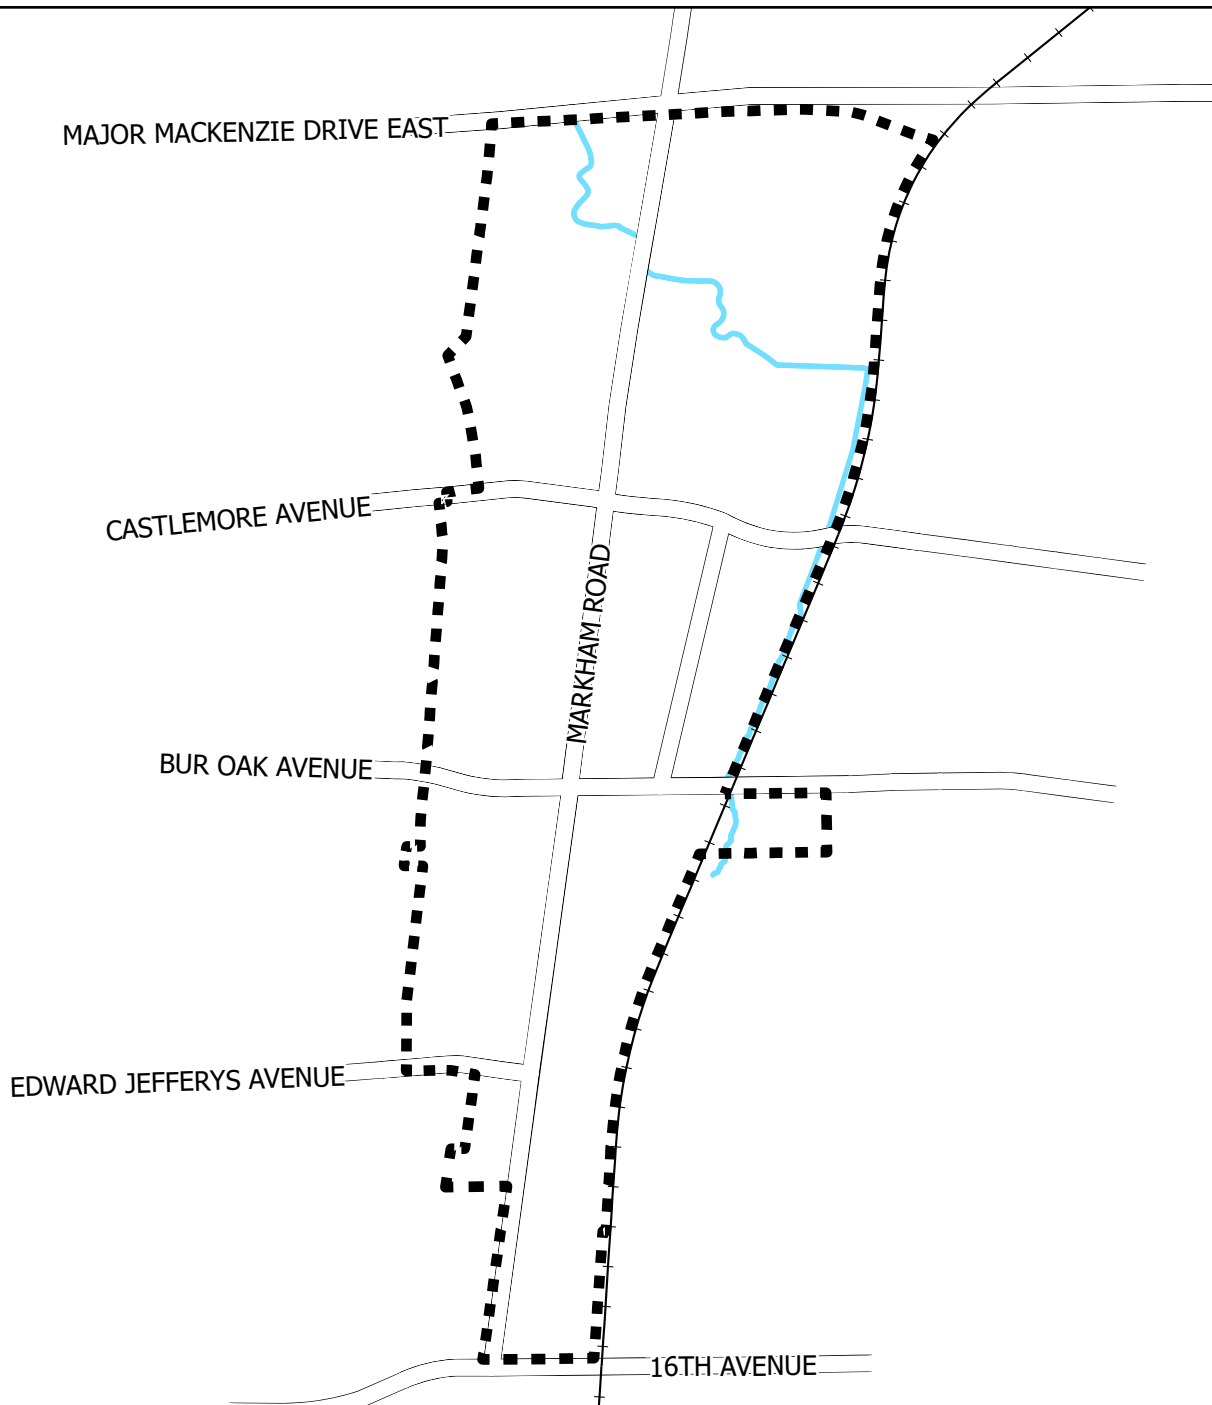 MAJOR MACKENZIE DRIVE EAST
CASTLEMORE AVENUE
MARKHAM ROAD
BUR OAK AVENUE
EDWARD JEFFERYS AVENUE
16TH AVENUE